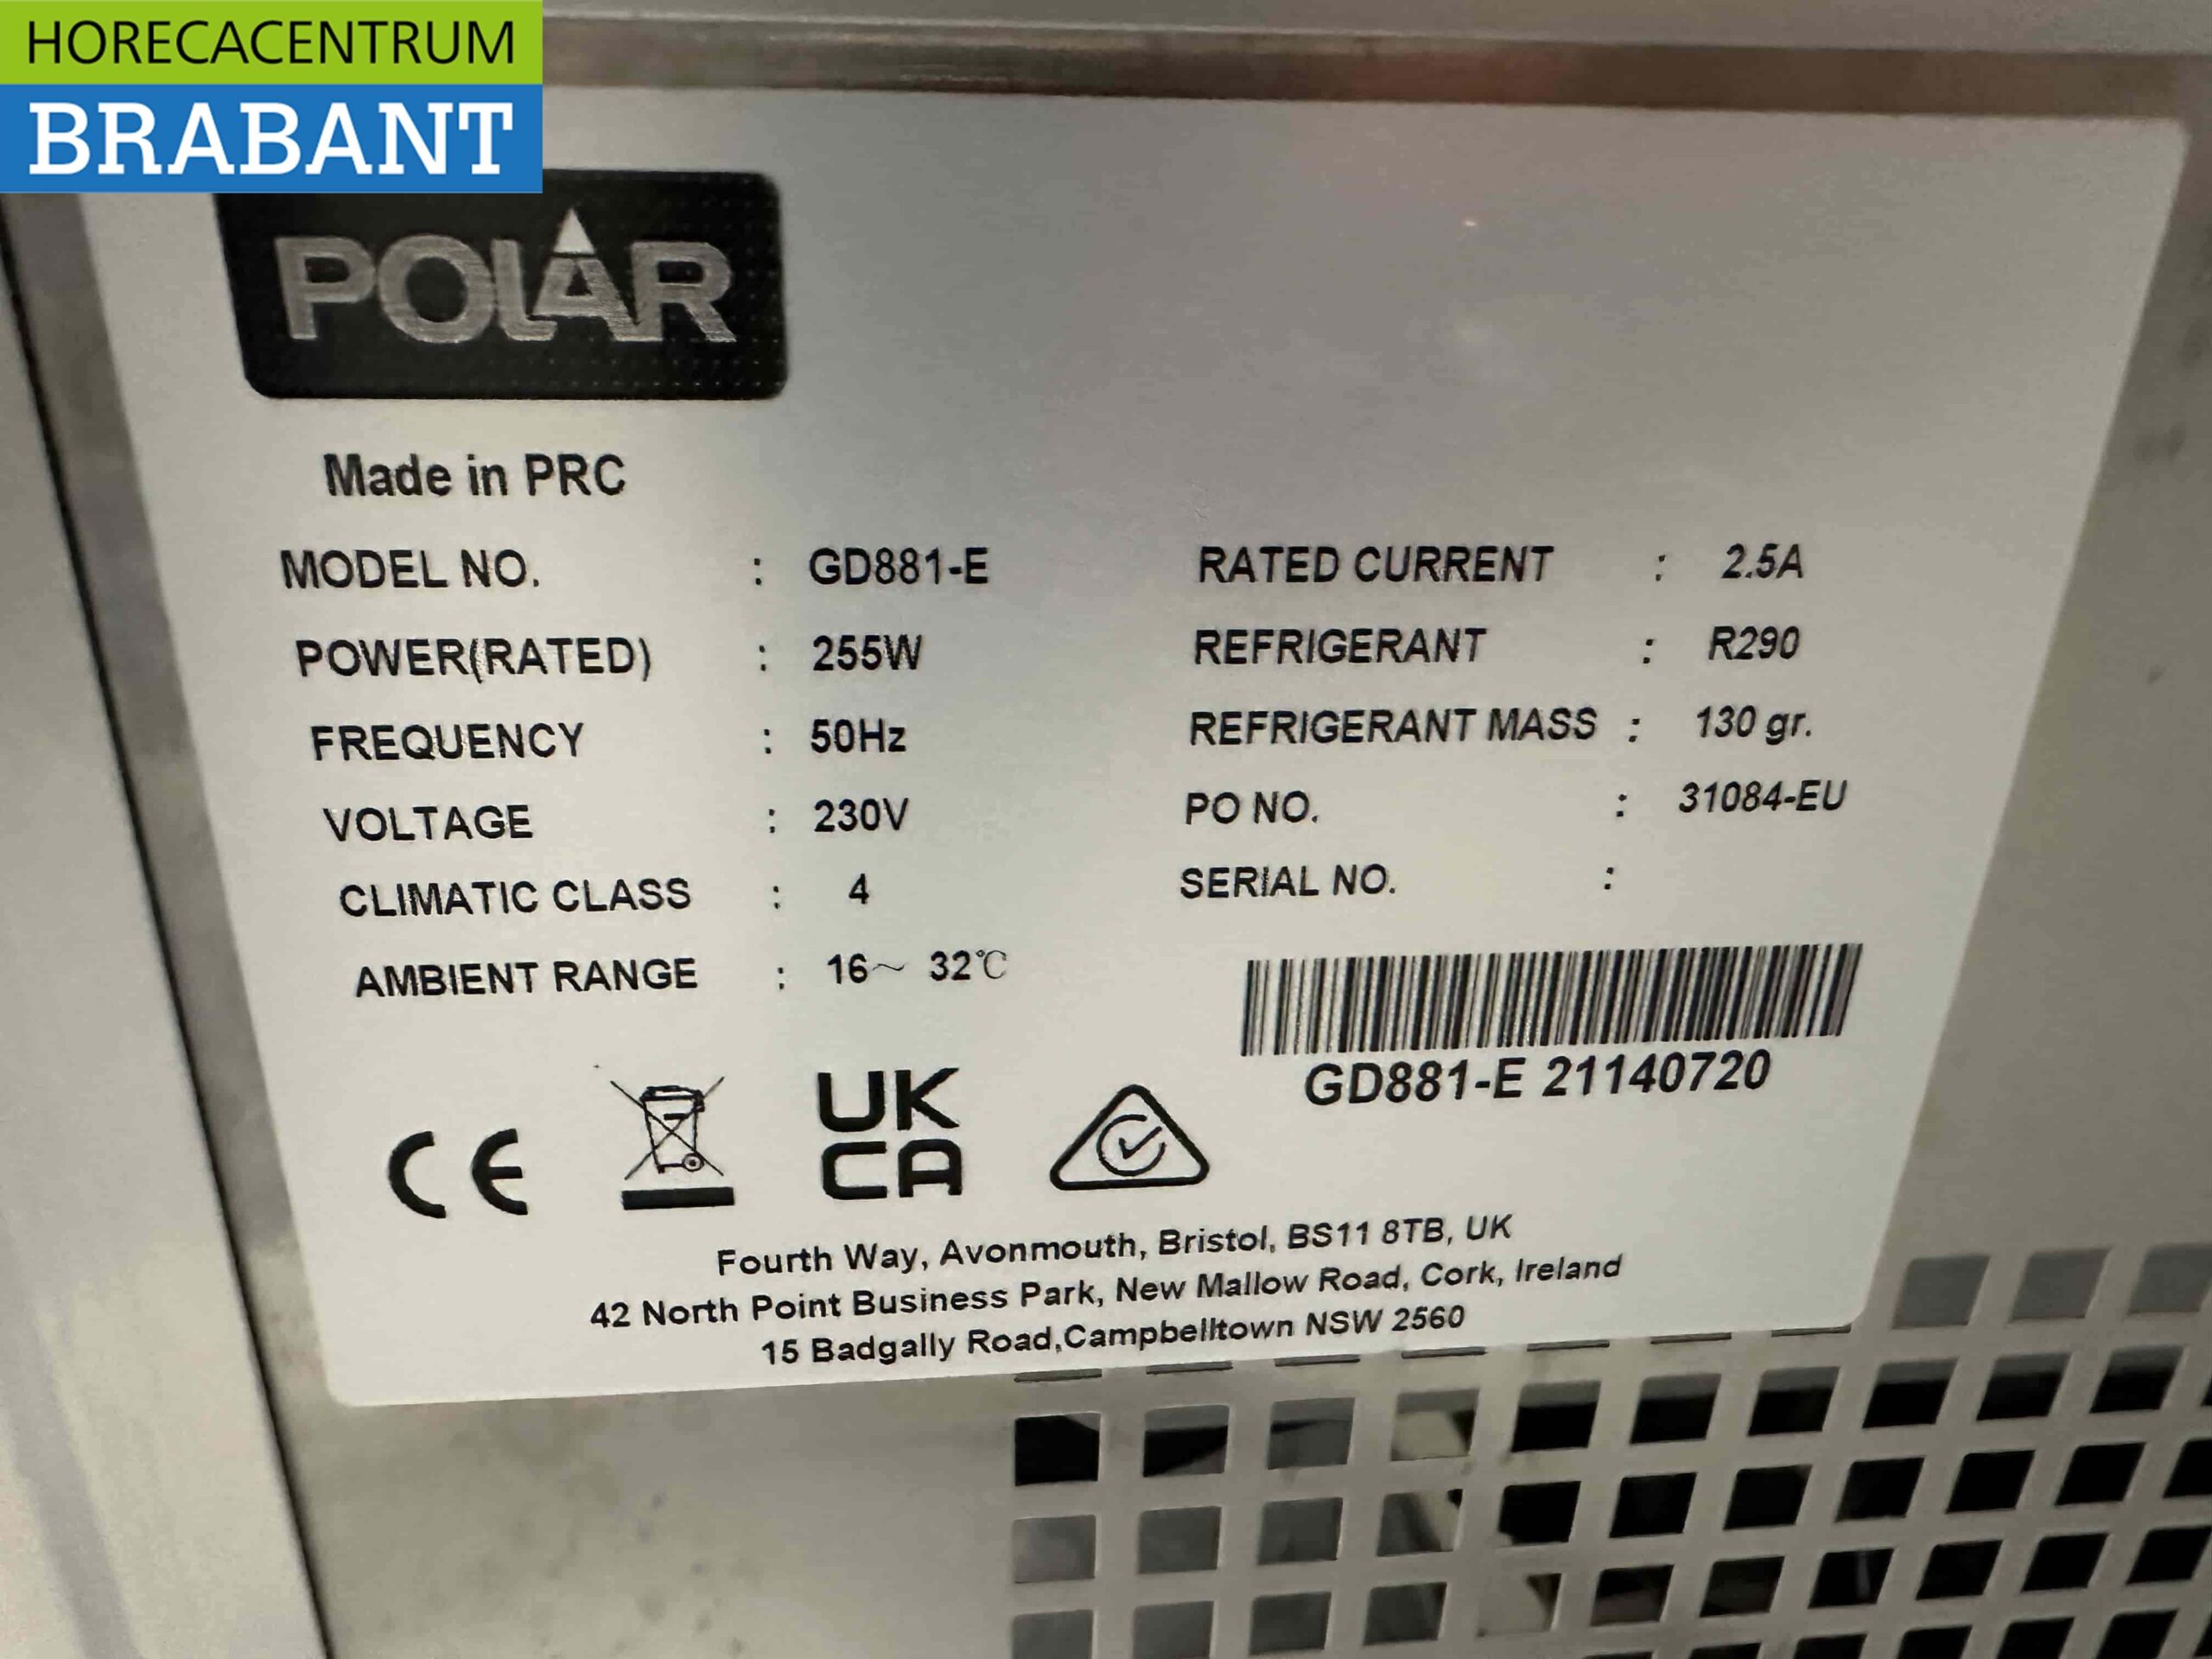 HORECACENTRUM
BRABANT
POLAR
Made in PRC
MODEL NO. : GD881-E
POWER(RATED) : 255W
FREQUENCY : 50Hz
VOLTAGE : 230V
CLIMATIC CLASS : 4
AMBIENT RANGE : 16～ 32℃
RATED CURRENT : 2.5A
REFRIGERANT : R290
REFRIGERANT MASS : 130 gr.
PO NO. : 31084-EU
SERIAL NO. :
GD881-E 21140720
CE
UK
CA
Fourth Way, Avonmouth, Bristol, BS11 8TB, UK
42 North Point Business Park, New Mallow Road, Cork, Ireland
15 Badgally Road,Campbelltown NSW 2560